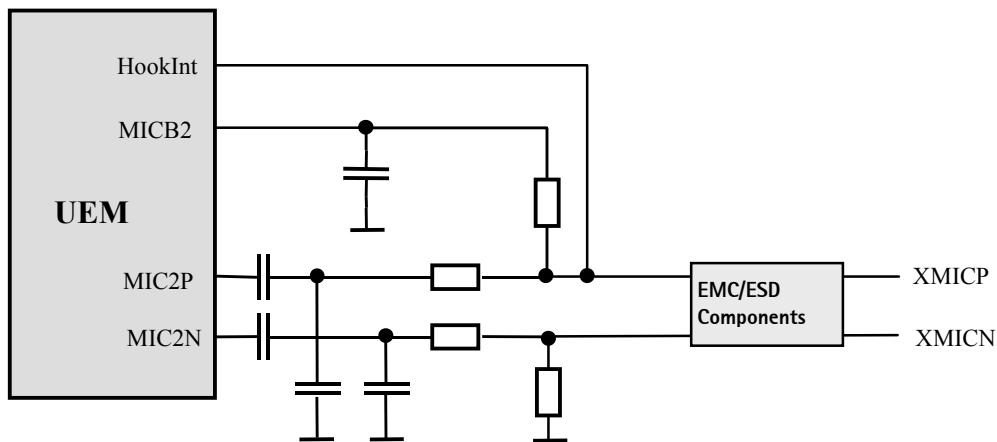 HookInt
MICB2
UEM
MIC2P
MIC2N
EMC/ESD
Components
XMICP
XMICN